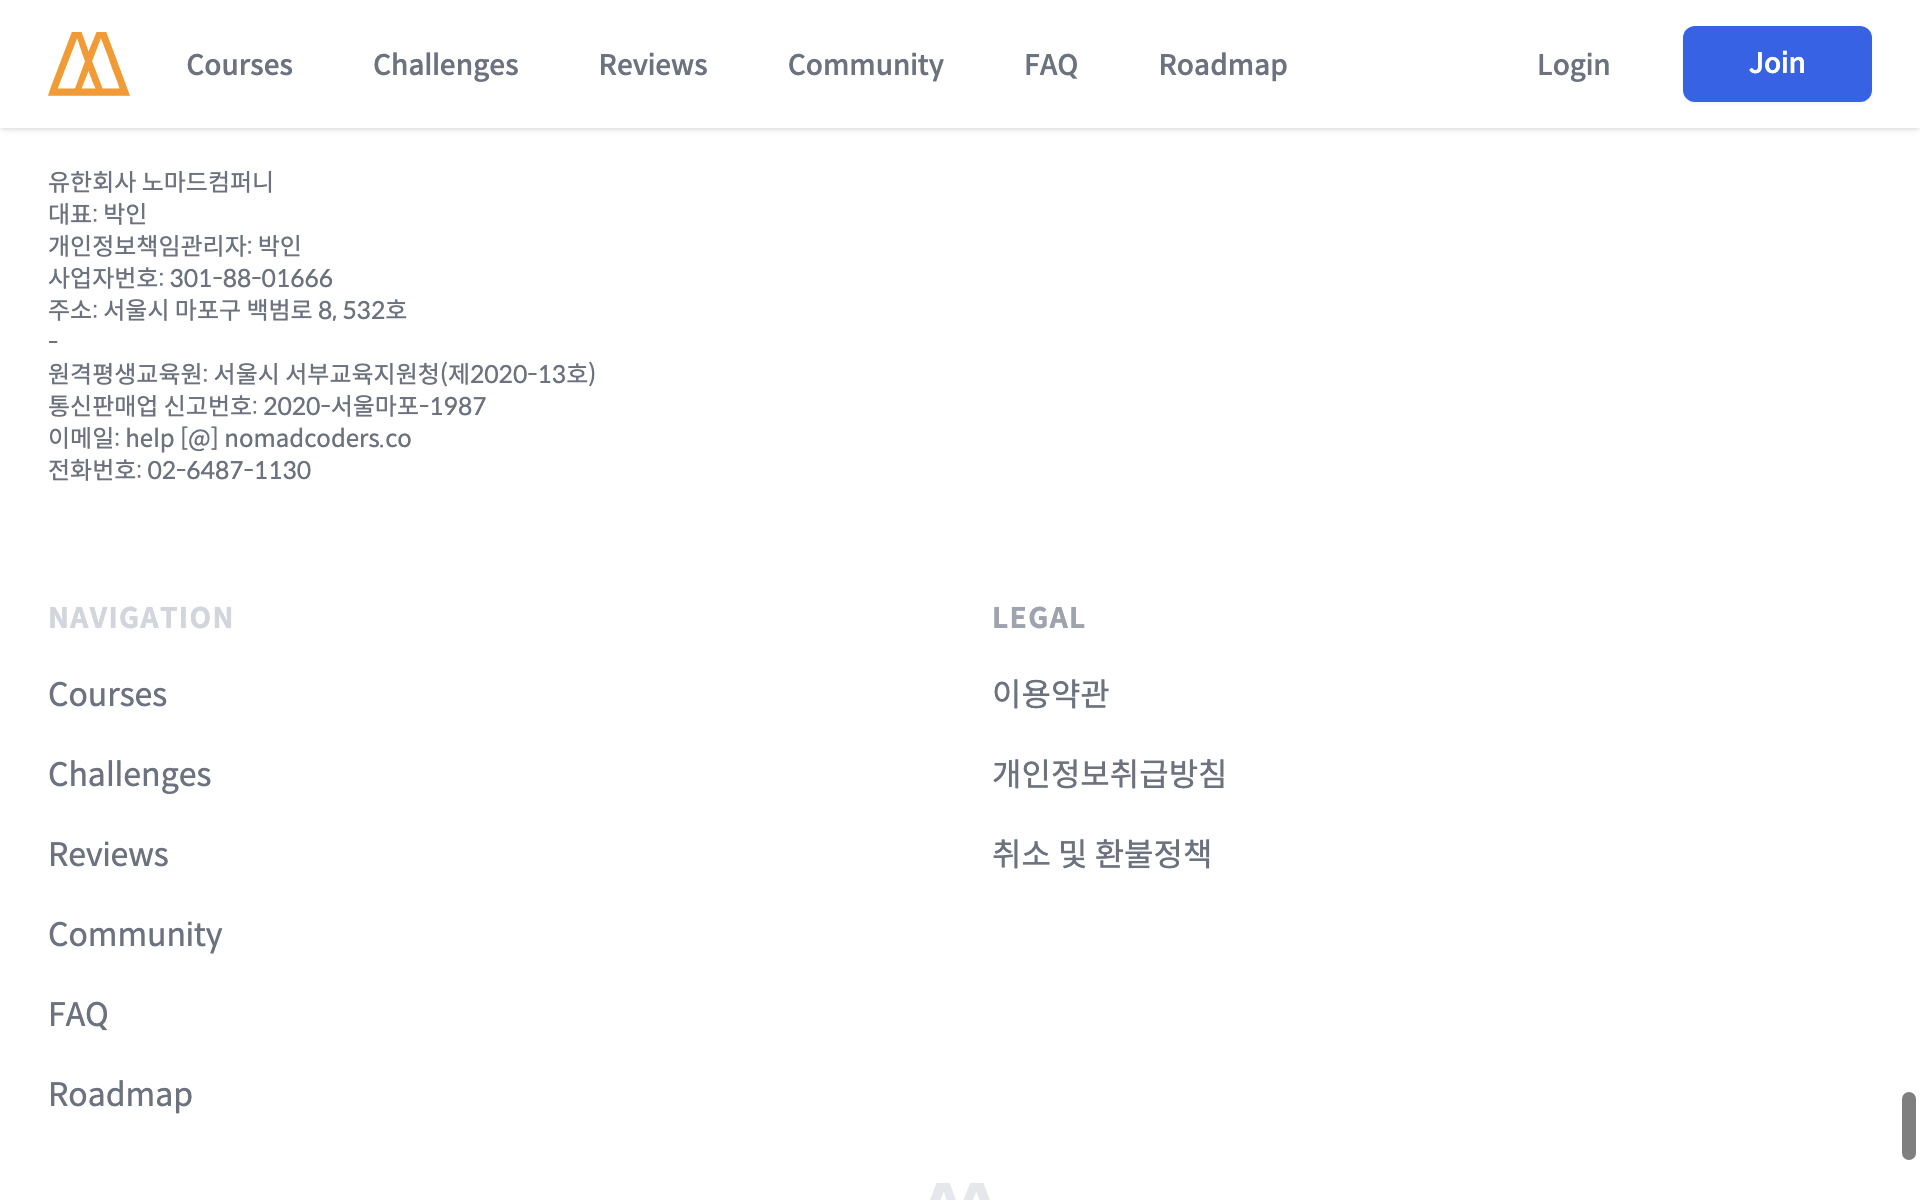 Courses
Challenges
Reviews
Community
FAQ
Roadmap
Login
Join
유한회사 노마드컴퍼니
대표: 박인
개인정보책임관리자: 박인
사업자번호: 301-88-01666
주소: 서울시 마포구 백범로 8, 532호
-
원격평생교육원: 서울시 서부교육지원청(제2020-13호)
통신판매업 신고번호: 2020-서울마포-1987
이메일: help [@] nomadcoders.co
전화번호: 02-6487-1130
NAVIGATION
Courses
Challenges
Reviews
Community
FAQ
Roadmap
LEGAL
이용약관
개인정보취급방침
취소 및 환불정책